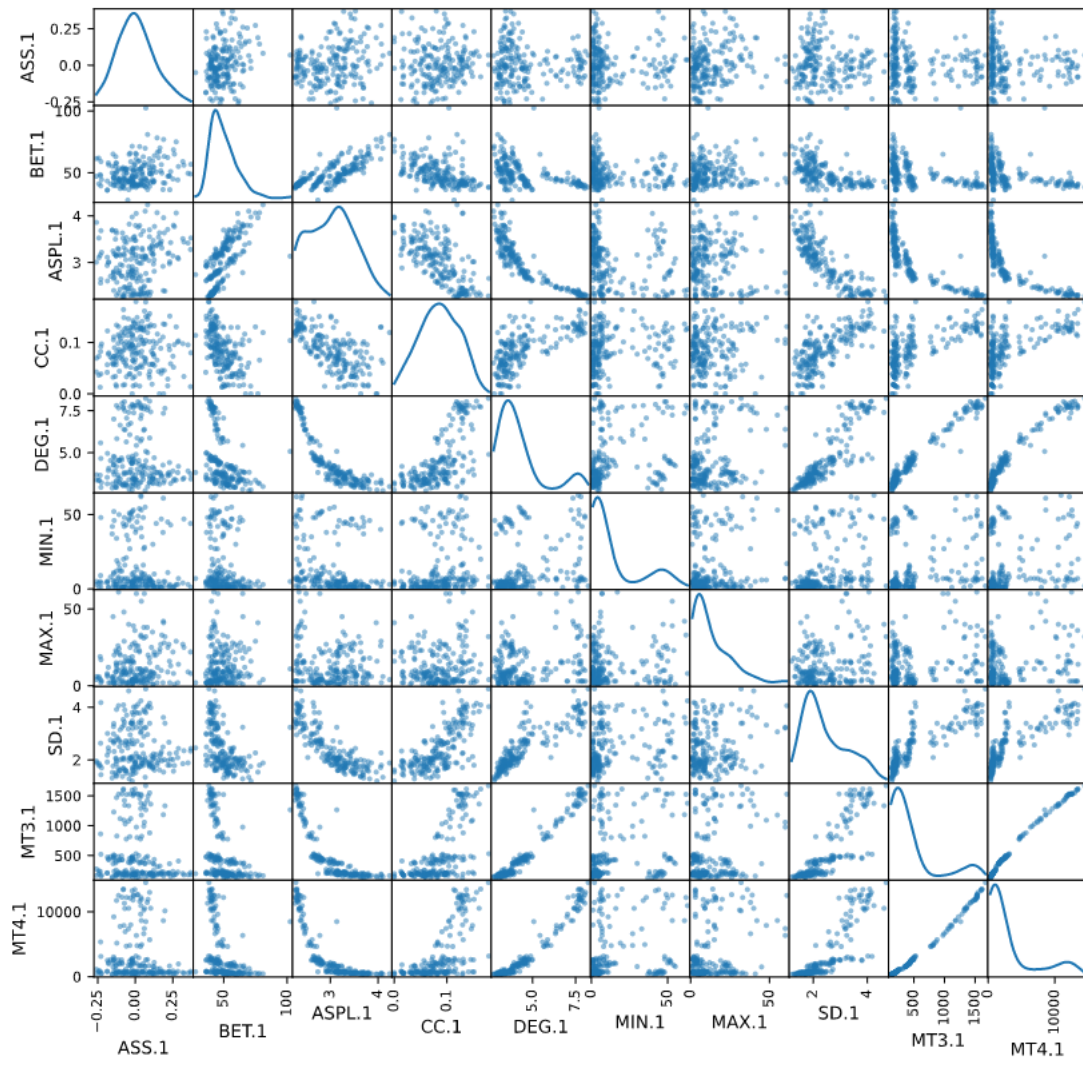 ASS.1
0.25
0.0
-0.25
BET.1
100
50
ASPL.1
4
3
CC.1
0.1
0.0
DEG.1
7.5
5.0
MIN.1
50
0
MAX.1
50
0
SD.1
4
2
MT3.1
1500
1000
500
MT4.1
10000
0
−0.25 0.00 0.25 50 100 3 4 0.0 0.1 5.0 7.5 0 50 0 50 2 4 500 1000 1500 0 10000
ASS.1 BET.1 ASPL.1 CC.1 DEG.1 MIN.1 MAX.1 SD.1 MT3.1 MT4.1